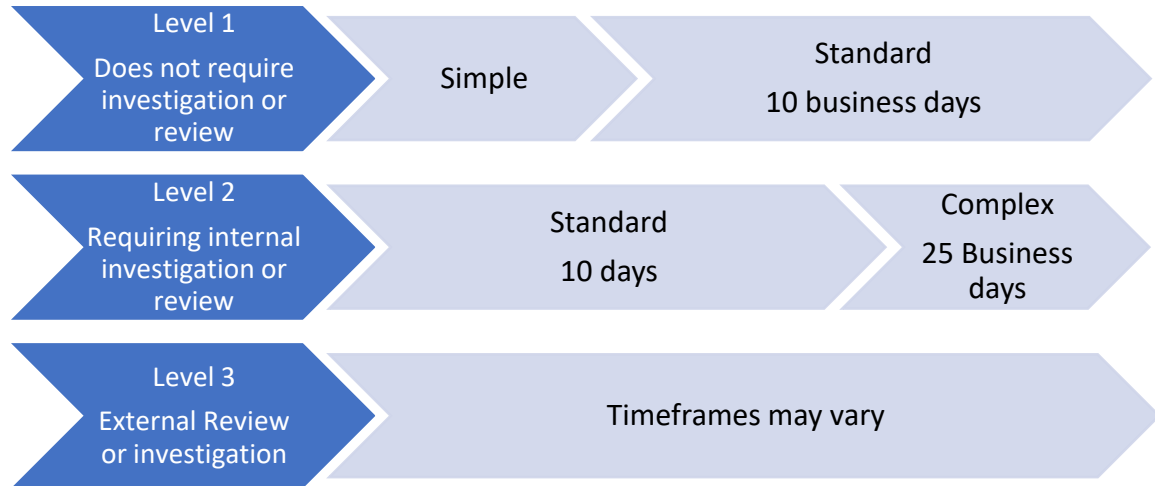 Level 1
Does not require
investigation or
review
Simple
Standard
10 business days
Level 2
Requiring internal
investigation or
review
Standard
10 days
Complex
25 Business
days
Level 3
External Review
or investigation
Timeframes may vary